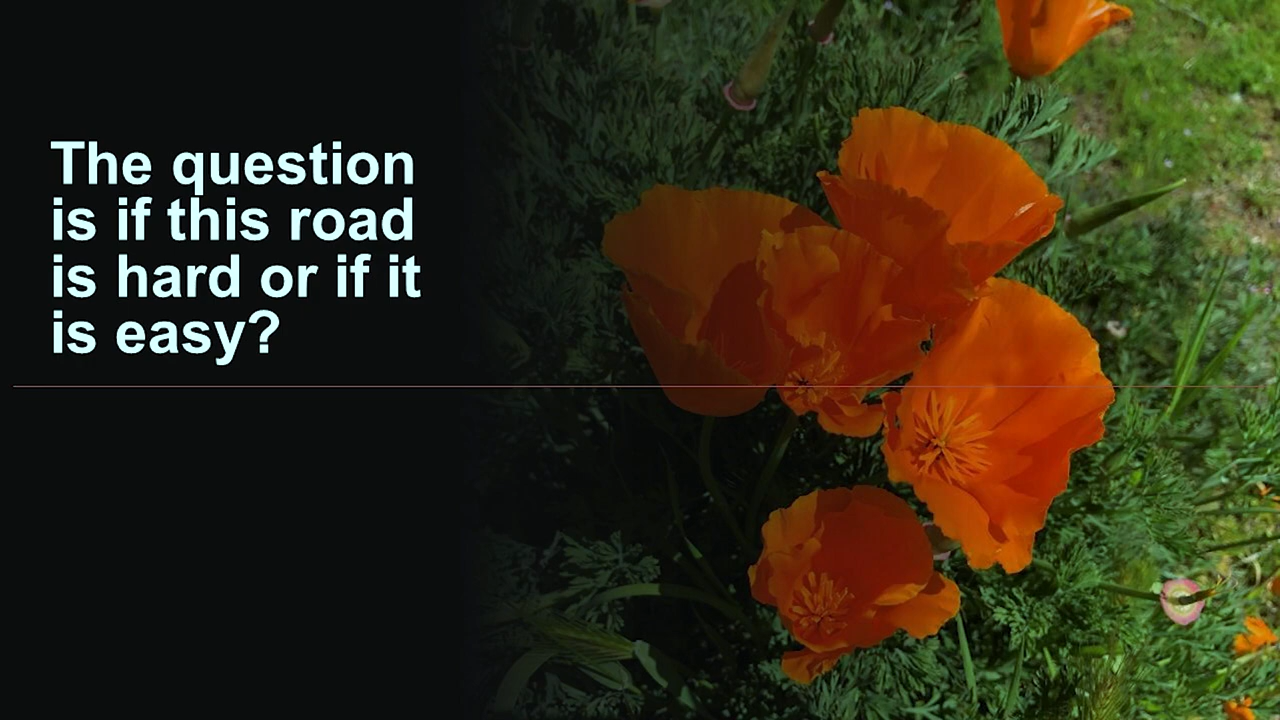 The question
is if this road
is hard or if it
is easy?